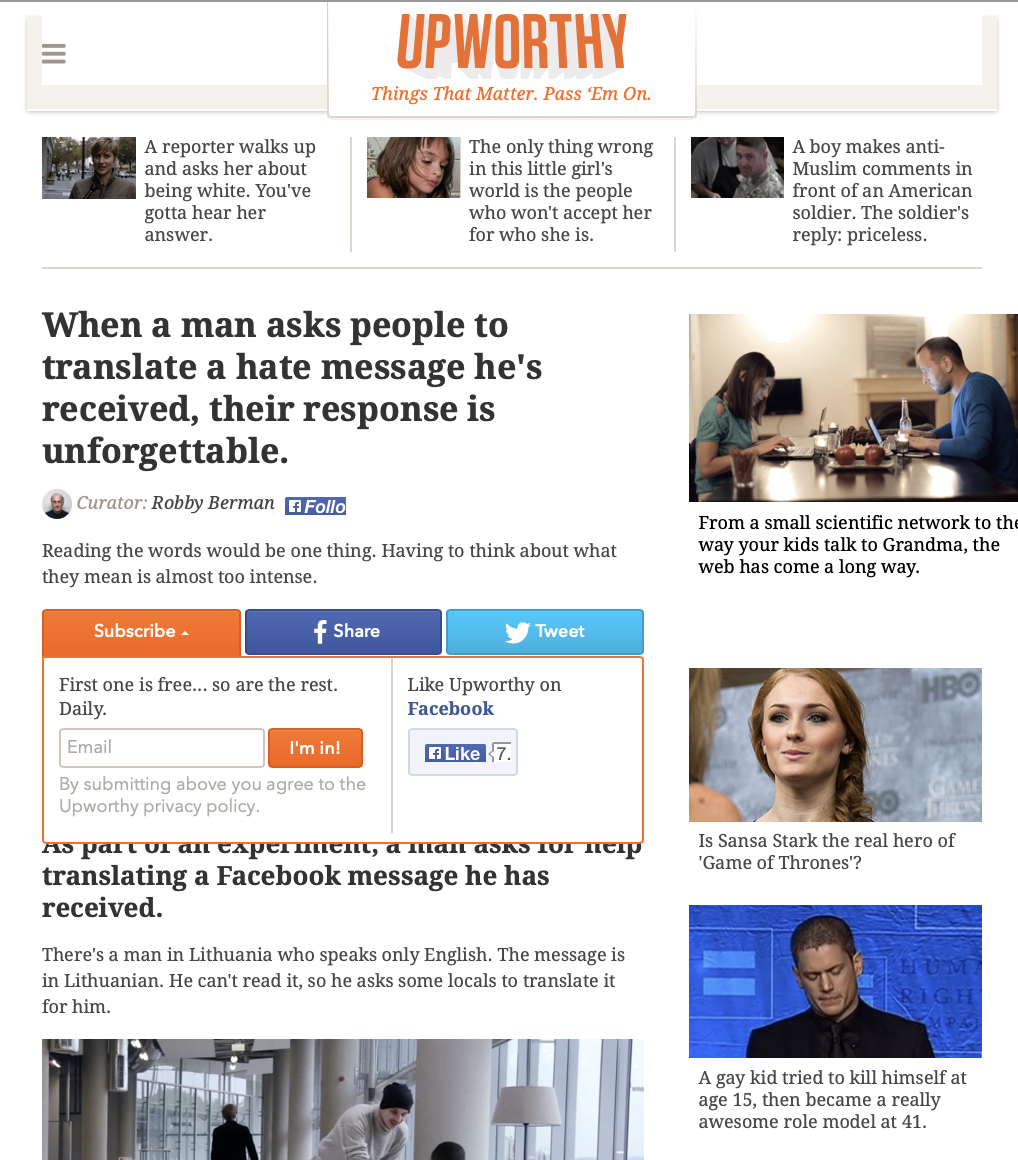 UPWORTHY
Things That Matter. Pass ‘Em On.
A reporter walks up
and asks her about
being white. You've
gotta hear her
answer.
The only thing wrong
in this little girl's
world is the people
who won't accept her
for who she is.
A boy makes anti-
Muslim comments in
front of an American
soldier. The soldier's
reply: priceless.
When a man asks people to
translate a hate message he's
received, their response is
unforgettable.
Curator: Robby Berman
Follo
Reading the words would be one thing. Having to think about what
they mean is almost too intense.
Subscribe
Share
Tweet
First one is free... so are the rest.
Daily.
Email
I'm in!
By submitting above you agree to the
Upworthy privacy policy.
Like Upworthy on
Facebook
Like
7.
As part of an experiment, a man asks for help
translating a Facebook message he has
received.
There's a man in Lithuania who speaks only English. The message is
in Lithuanian. He can't read it, so he asks some locals to translate it
for him.
From a small scientific network to the
way your kids talk to Grandma, the
web has come a long way.
HBO
GAME OF
THRONES
Is Sansa Stark the real hero of
'Game of Thrones'?
HUMA
RIGH
MPAI
A gay kid tried to kill himself at
age 15, then became a really
awesome role model at 41.